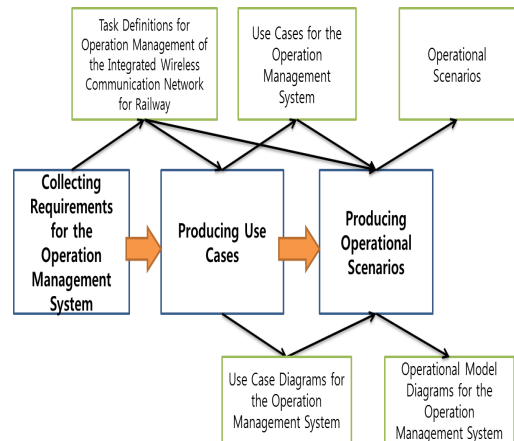 Task Definitions for
Operation Management of
the Integrated Wireless
Communication Network
for Railway
Use Cases for the
Operation
Management
System
Operational
Scenarios
Collecting
Requirements
for the
Operation
Management
System
Producing Use
Cases
Producing
Operational
Scenarios
Use Case Diagrams for
the Operation
Management System
Operational Model
Diagrams for the
Operation
Management System